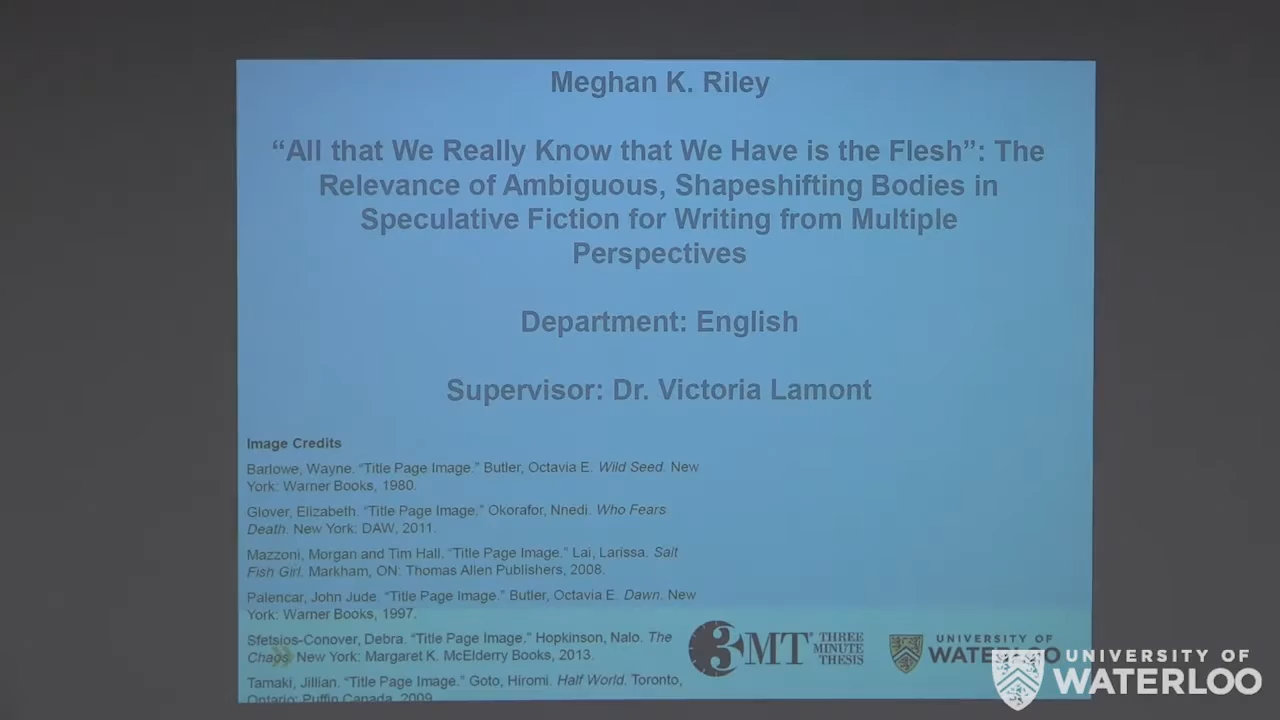 Meghan K. Riley
“All that We Really Know that We Have is the Flesh”: The
Relevance of Ambiguous, Shapeshifting Bodies in
Speculative Fiction for Writing from Multiple
Perspectives
Department: English
Supervisor: Dr. Victoria Lamont
Image Credits
Barlowe, Wayne. “Title Page Image.” Butler, Octavia E. Wild Seed. New
York: Warner Books, 1980.
Glover, Elizabeth. “Title Page Image.” Okorafor, Nnedi. Who Fears
Death. New York: DAW, 2011.
Mazzoni, Morgan and Tim Hall. “Title Page Image.” Lai, Larissa. Salt
Fish Girl. Markham, ON: Thomas Allen Publishers, 2008.
Palencar, John Jude. “Title Page Image.” Butler, Octavia E. Dawn. New
York: Warner Books, 1997.
Sfetsios-Conover, Debra. “Title Page Image.” Hopkinson, Nalo. The
Chaos. New York: Margaret K. McElderry Books, 2013.
Tamaki, Jillian. “Title Page Image.” Goto, Hiromi. Half World. Toronto,
Ontario: Puffin Canada, 2009.
3MT THREE
MINUTE
THESIS
UNIVERSITY OF
WATERLOO
UNIVERSITY OF
WATERLOO